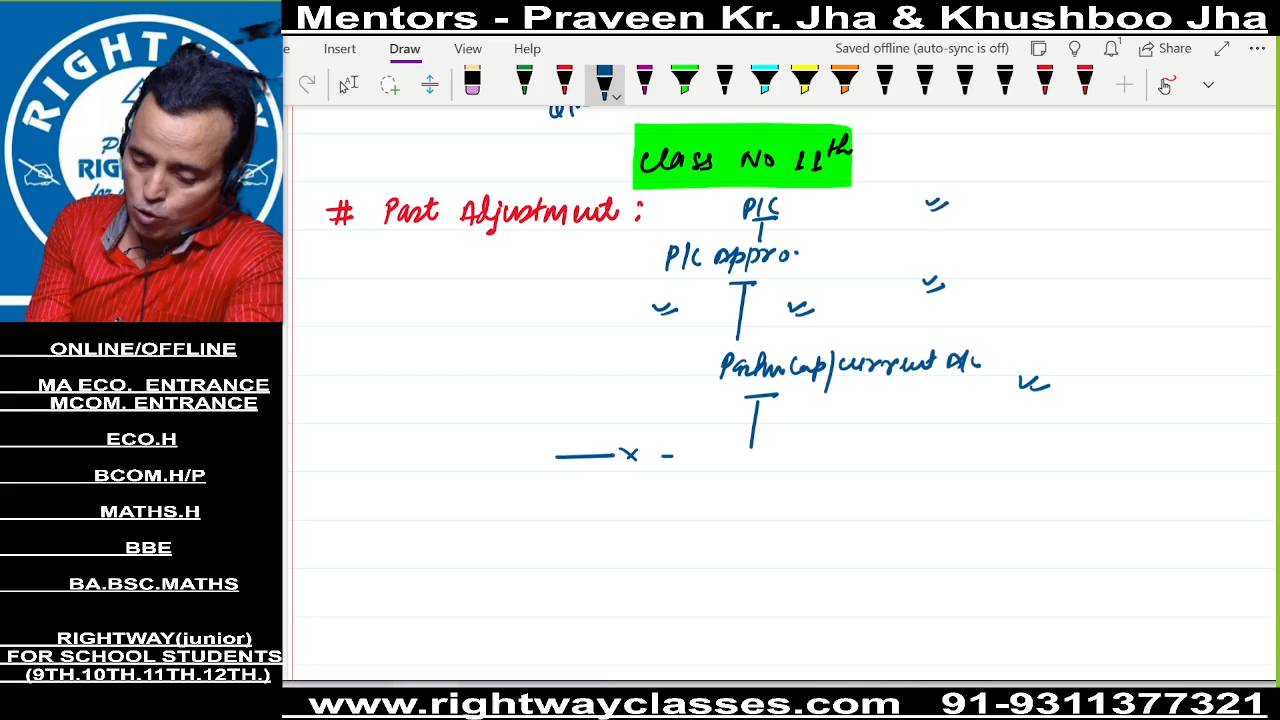 Mentors - Praveen Kr. Jha & Khushboo Jha
RIGHTWAY
RIGHTWAY
Insert Draw View Help
Saved offline (auto-sync is off)
Share
Class No 11th
# Past Adjustment :
P/L
P/L Appro.
Partner Cap/current A/c
x -
ONLINE/OFFLINE
MA ECO. ENTRANCE
MCOM. ENTRANCE
ECO.H
BCOM.H/P
MATHS.H
BBE
BA.BSC.MATHS
RIGHTWAY(junior)
FOR SCHOOL STUDENTS
(9TH.10TH.11TH.12TH.)
www.rightwayclasses.com 91-9311377321